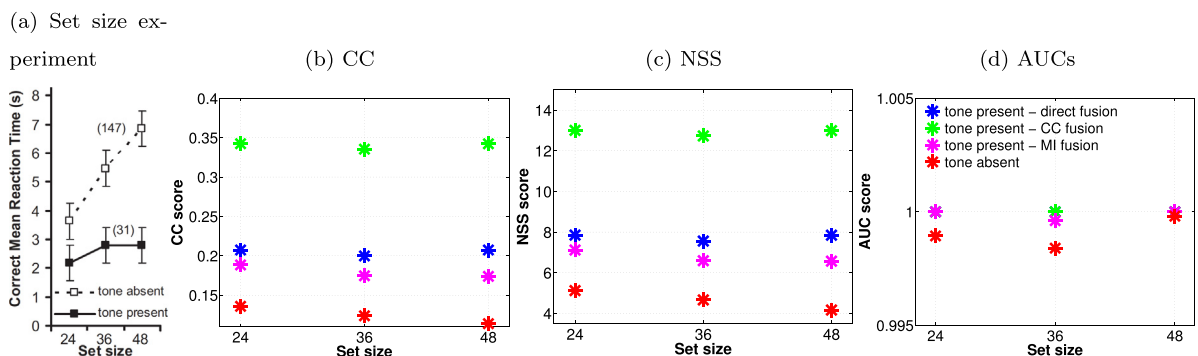 (a) Set size ex-
periment
(b) CC
(c) NSS
(d) AUCs
Correct Mean Reaction Time (s)
8
7
6
5
4
3
2
1
0
(147)
(31)
tone absent
tone present
24 36 48
Set size
CC score
0.4
0.35
0.3
0.25
0.2
0.15
24 36 48
Set size
NSS score
14
12
10
8
6
4
24 36 48
Set size
AUC score
1.005
1
0.995
tone present – direct fusion
tone present – CC fusion
tone present – MI fusion
tone absent
24 36 48
Set size